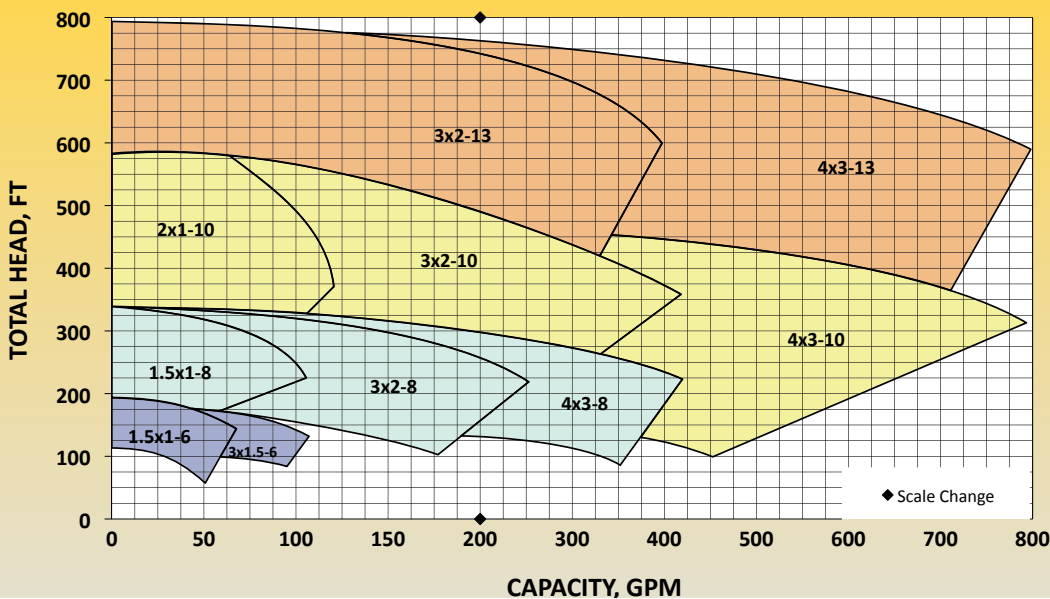 800
700
600
500
400
300
200
100
0
TOTAL HEAD, FT
3x2-13
4x3-13
2x1-10
3x2-10
4x3-10
1.5x1-8
3x2-8
4x3-8
1.5x1-6
3x1.5-6
Scale Change
0 50 100 150 200 300 400 500 600 700 800
CAPACITY, GPM